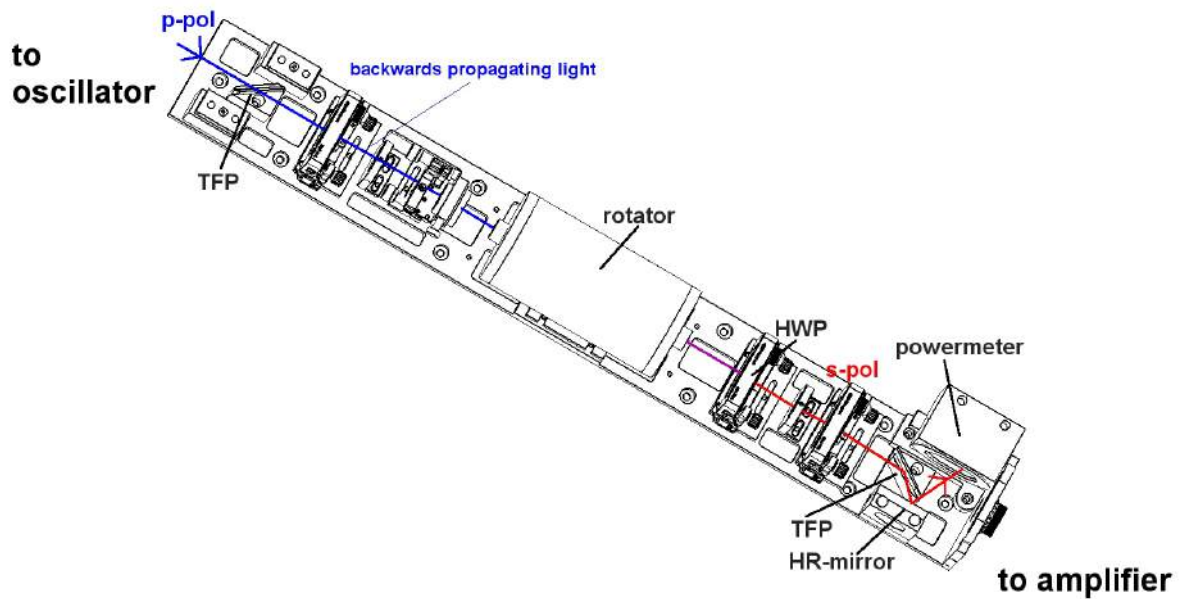 p-pol
to
oscillator
backwards propagating light
TFP
rotator
HWP
powermeter
s-pol
TFP
HR-mirror
to amplifier